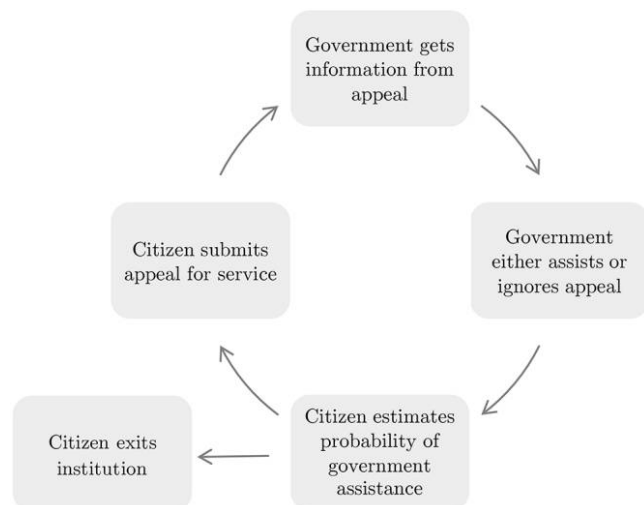 Government gets
information from
appeal
Citizen submits
appeal for service
Government
either assists or
ignores appeal
Citizen exits
institution
Citizen estimates
probability of
government
assistance